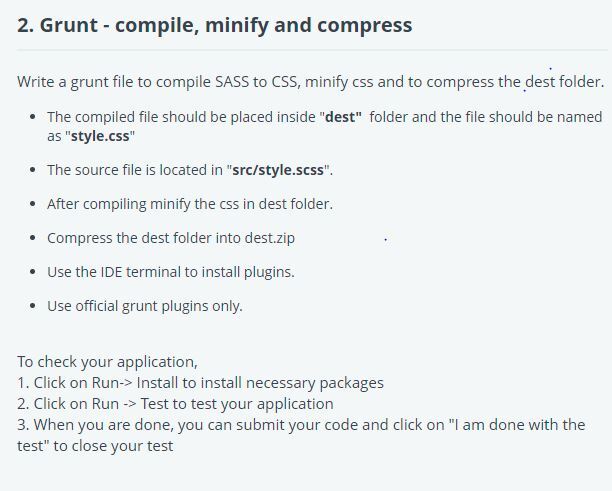 2. Grunt - compile, minify and compress
Write a grunt file to compile SASS to CSS, minify css and to compress the dest folder.
• The compiled file should be placed inside "dest" folder and the file should be named
as "style.css"
• The source file is located in "src/style.scss".
• After compiling minify the css in dest folder.
• Compress the dest folder into dest.zip
• Use the IDE terminal to install plugins.
• Use official grunt plugins only.
To check your application,
1. Click on Run-> Install to install necessary packages
2. Click on Run -> Test to test your application
3. When you are done, you can submit your code and click on "I am done with the
test" to close your test